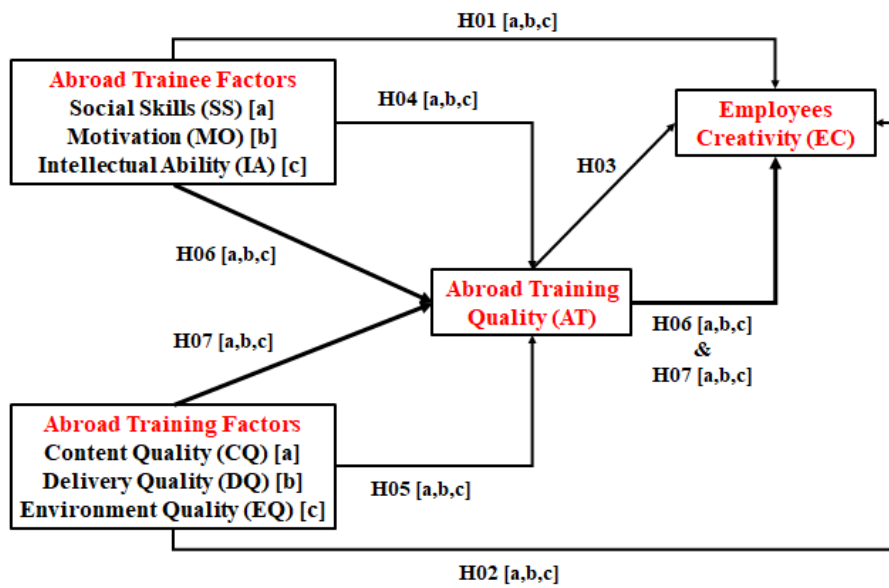 H01 [a,b,c]
Abroad Trainee Factors
Social Skills (SS) [a]
Motivation (MO) [b]
Intellectual Ability (IA) [c]
H04 [a,b,c]
Employees
Creativity (EC)
H03
H06 [a,b,c]
Abroad Training
Quality (AT)
H06 [a,b,c]
&
H07 [a,b,c]
H07 [a,b,c]
Abroad Training Factors
Content Quality (CQ) [a]
Delivery Quality (DQ) [b]
Environment Quality (EQ) [c]
H05 [a,b,c]
H02 [a,b,c]